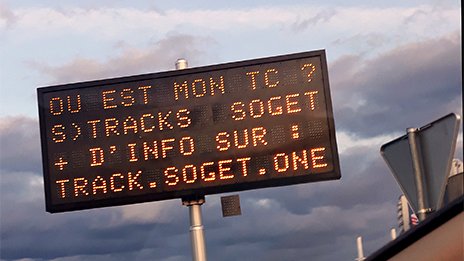 OU EST MON TC ?
S)TRACKS SOGET
+ D'INFO SUR :
TRACK.SOGET.ONE